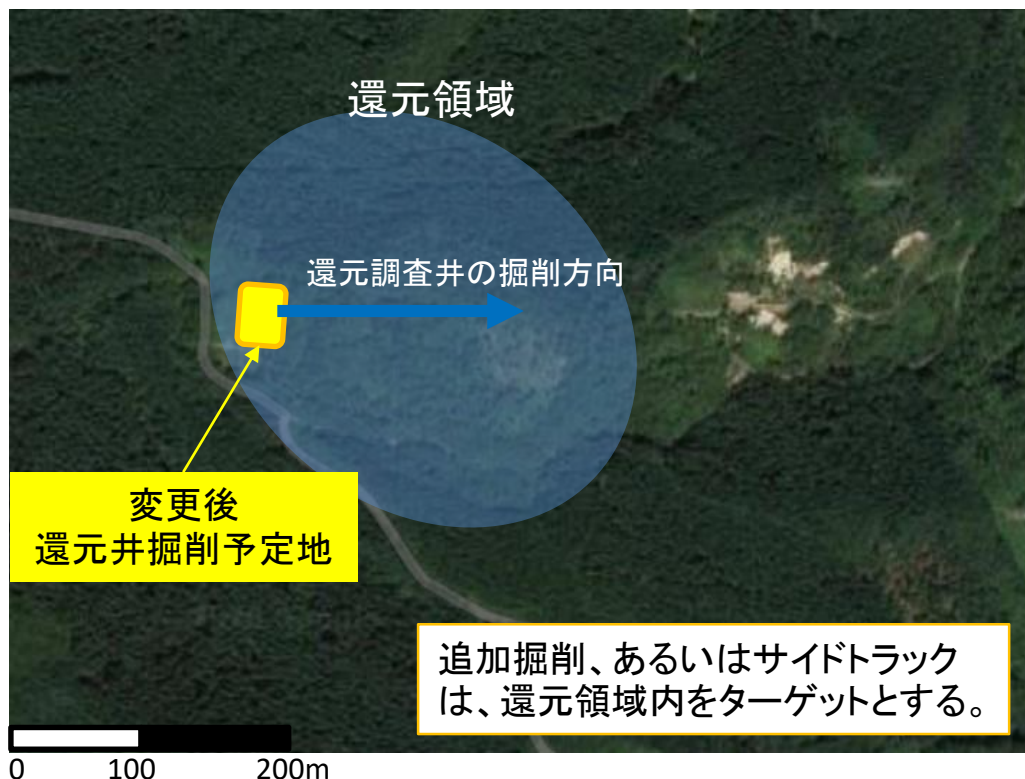 還元領域
還元調査井の掘削方向
変更後
還元井掘削予定地
追加掘削、あるいはサイドトラック
は、還元領域内をターゲットとする。
0 100 200m